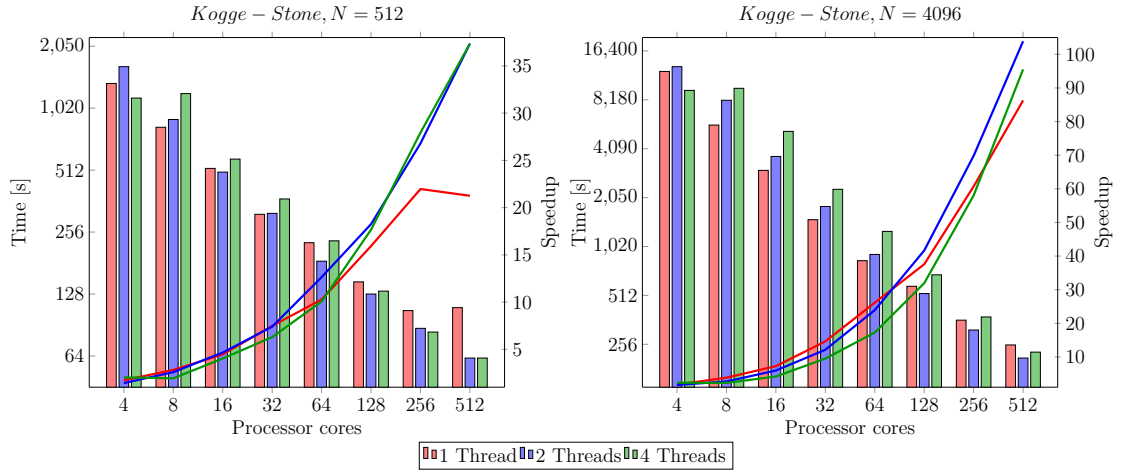 Kogge − Stone, N = 512
Kogge − Stone, N = 4096
2,050
1,020
512
256
128
64
Time [s]
35
30
25
20
15
10
5
Speedup
4 8 16 32 64 128 256 512
Processor cores
16,400
8,180
4,090
2,050
1,020
512
256
Time [s]
100
90
80
70
60
50
40
30
20
10
Speedup
4 8 16 32 64 128 256 512
Processor cores
1 Thread 2 Threads 4 Threads